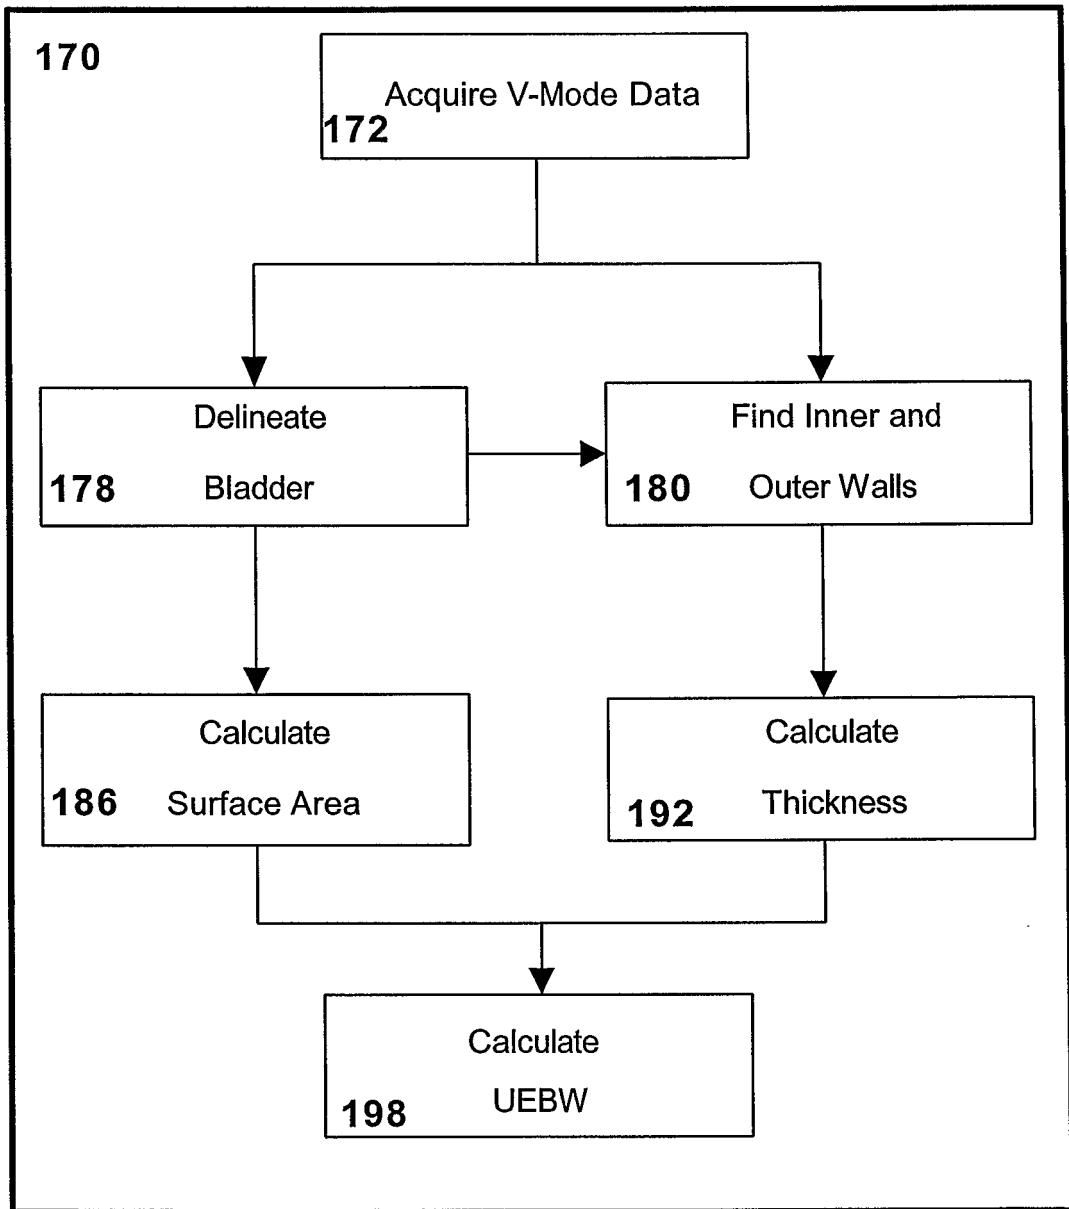 170
Acquire V-Mode Data
172
Delineate
178 Bladder
Find Inner and
180 Outer Walls
Calculate
186 Surface Area
Calculate
192 Thickness
Calculate
UEBW
198